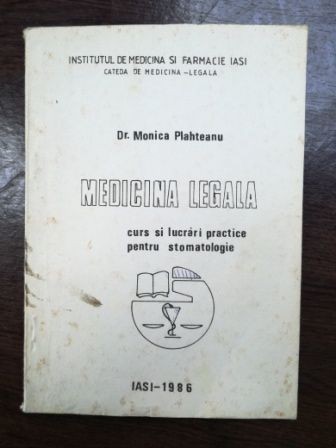 INSTITUTUL DE MEDICINA SI FARMACIE IASI
CATEDA DE MEDICINA-LEGALA
Dr. Monica Plahteanu
MEDICINA LEGALA
curs si lucrări practice
pentru stomatologie
IASI-1986